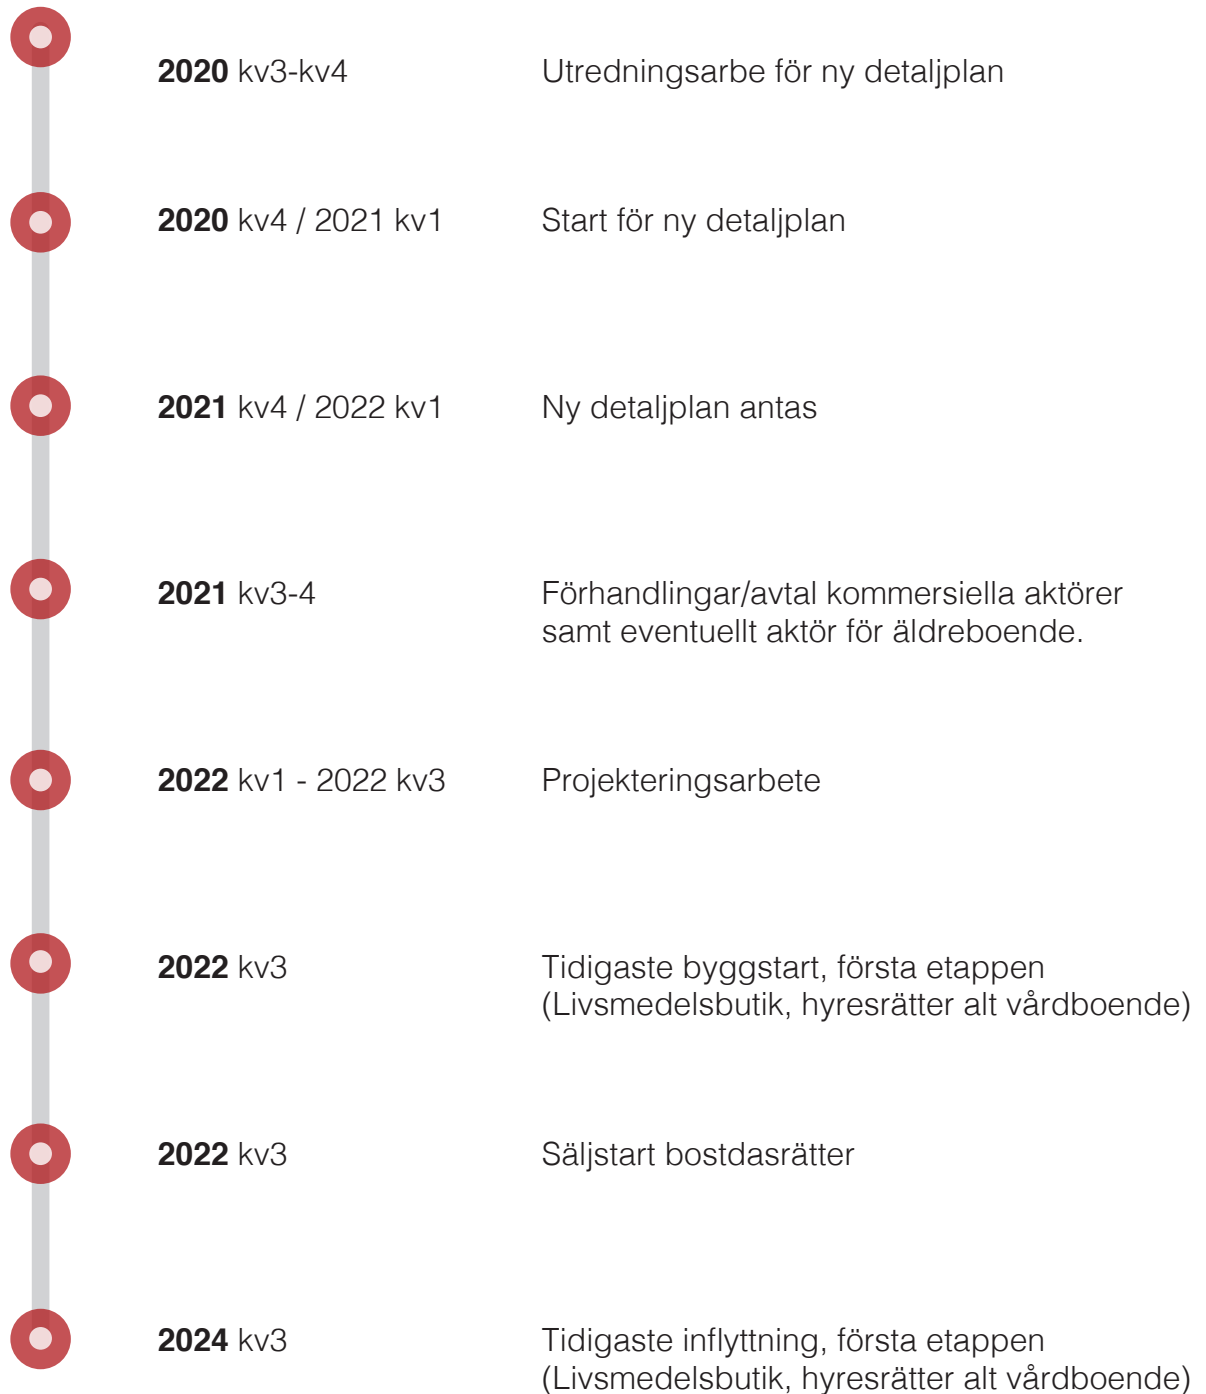 2020 kv3-kv4 Utredningsarbe för ny detaljplan
2020 kv4 / 2021 kv1 Start för ny detaljplan
2021 kv4 / 2022 kv1 Ny detaljplan antas
2021 kv3-4 Förhandlingar/avtal kommersiella aktörer
samt eventuellt aktör för äldreboende.
2022 kv1 - 2022 kv3 Projekteringsarbete
2022 kv3 Tidigaste byggstart, första etappen
(Livsmedelsbutik, hyresrätter alt vårdboende)
2022 kv3 Säljstart bostdasrätter
2024 kv3 Tidigaste inflyttning, första etappen
(Livsmedelsbutik, hyresrätter alt vårdboende)